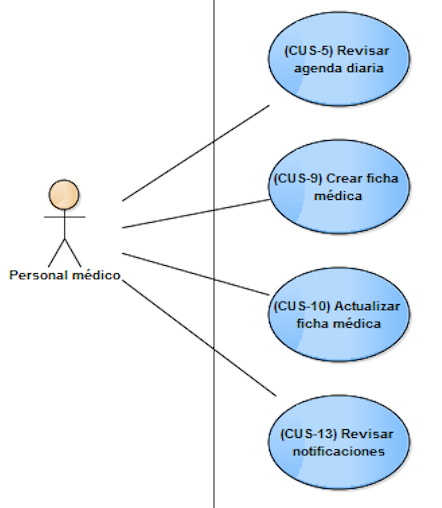 (CUS-5) Revisar
agenda diaria
(CUS-9) Crear ficha
médica
Personal médico
(CUS-10) Actualizar
ficha médica
(CUS-13) Revisar
notificaciones